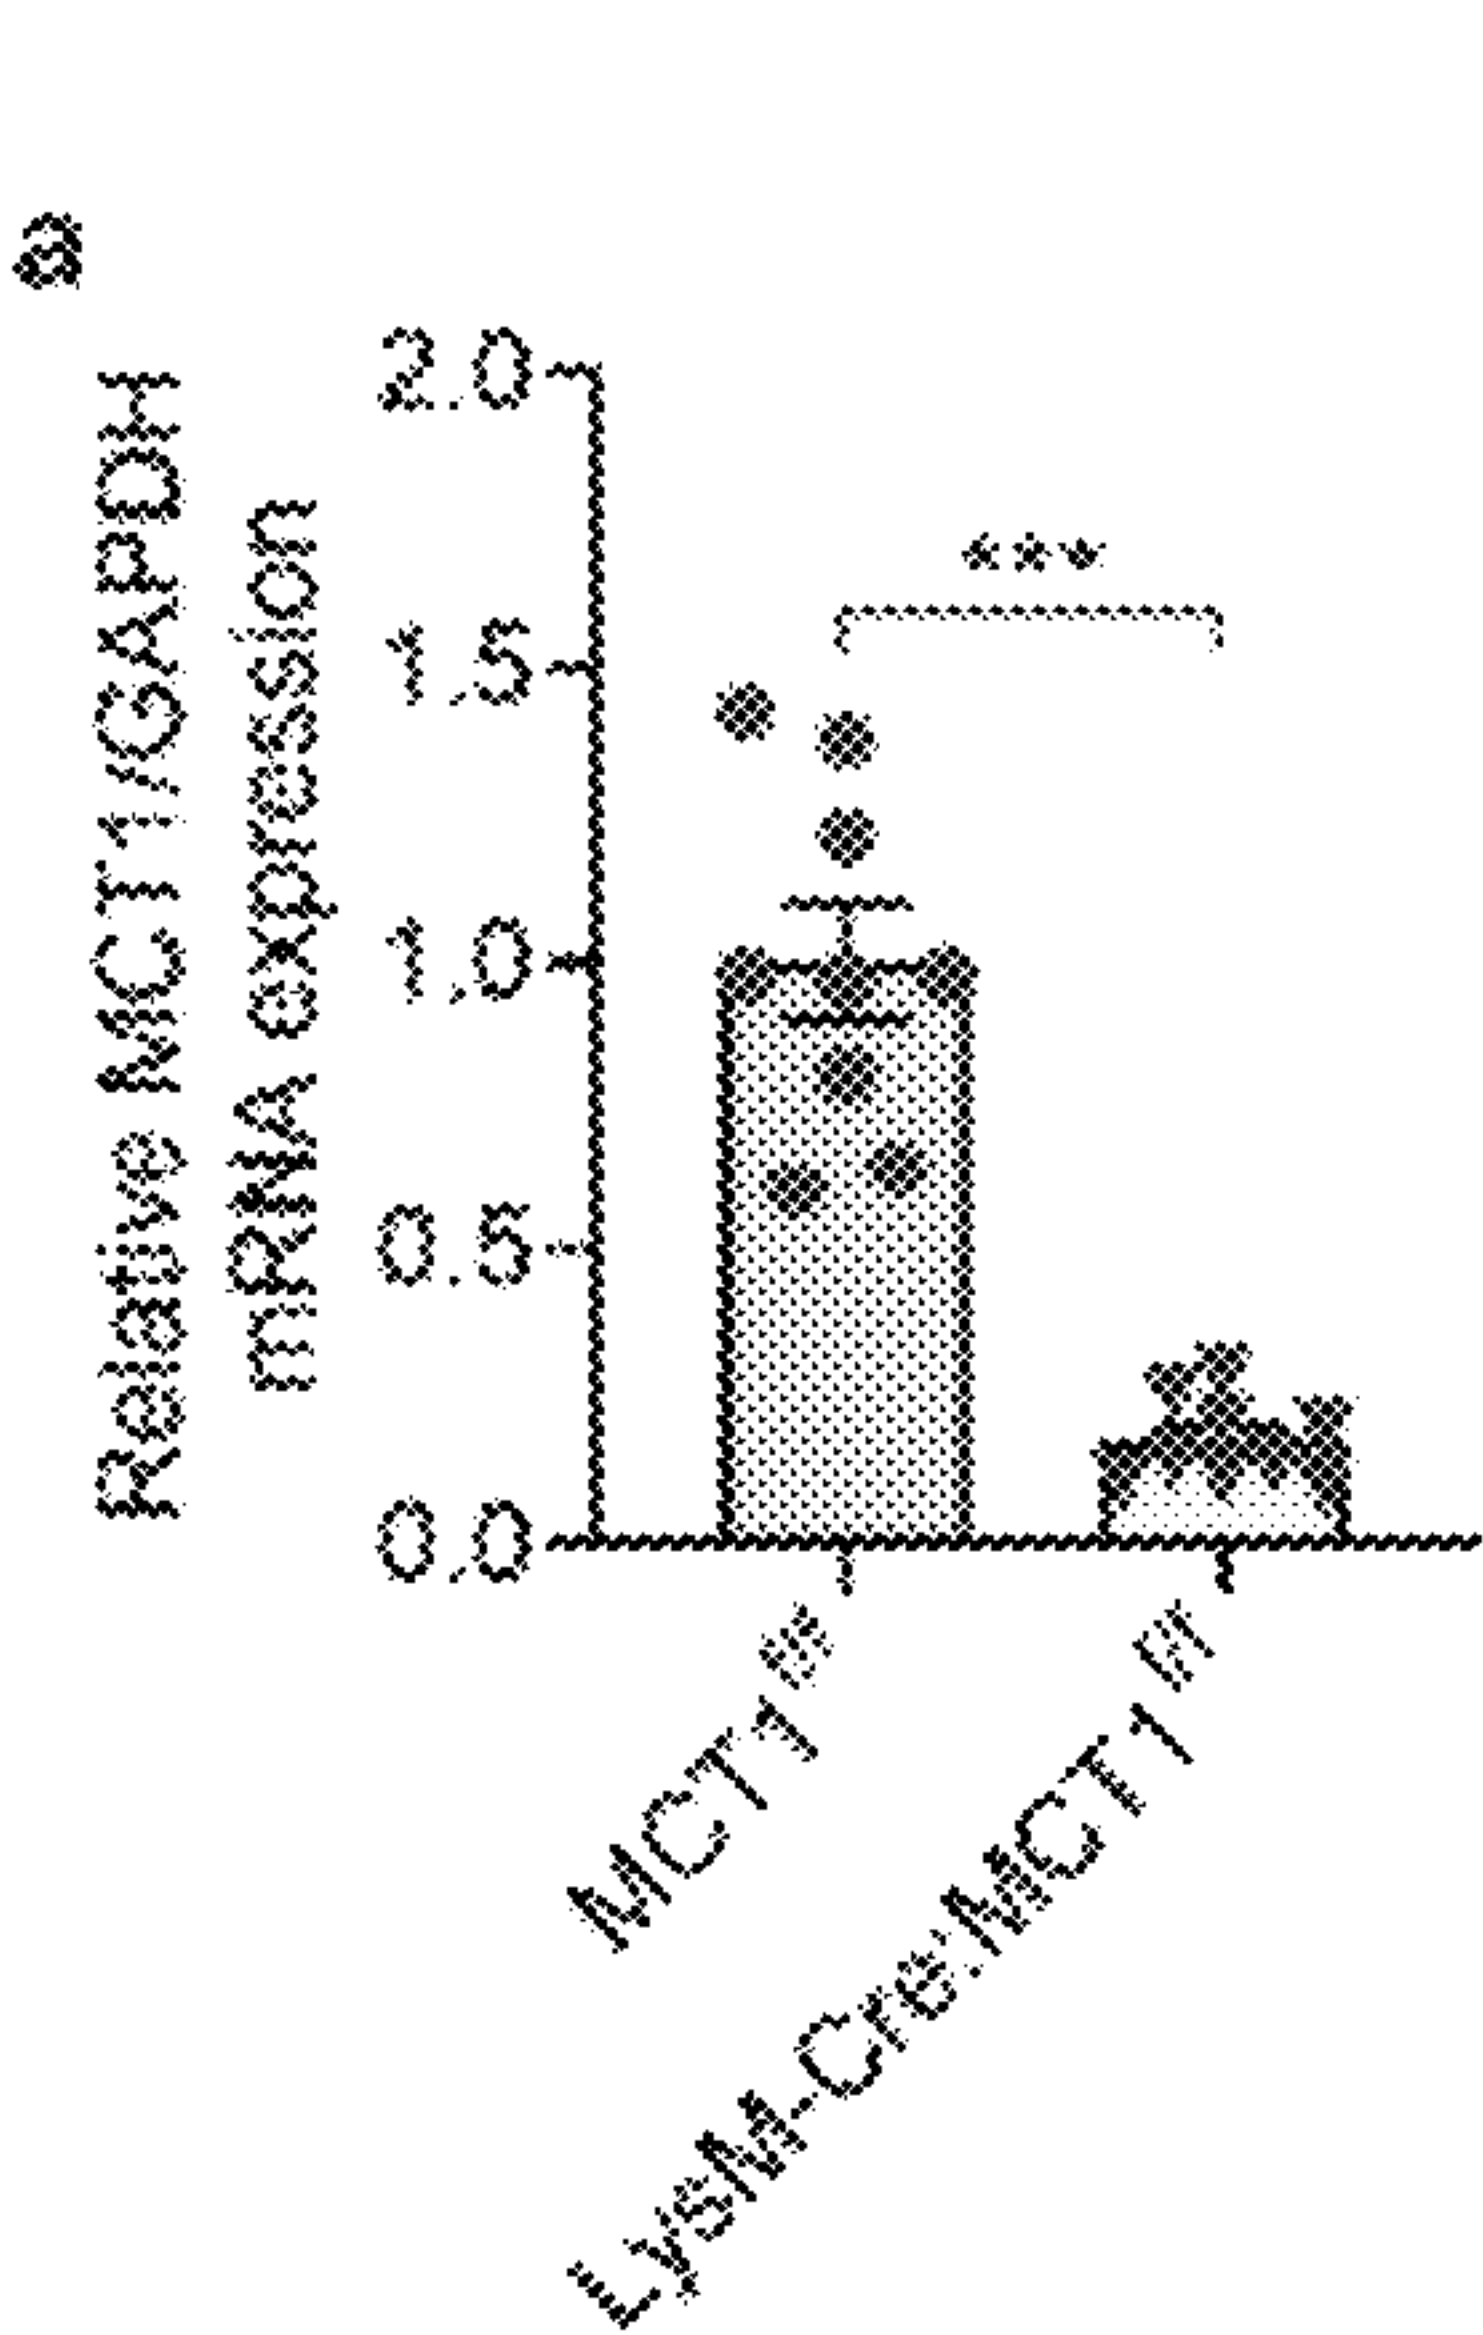 a
Relative MCT1/GAPDH
mRNA expression
2.0
1.5
1.0
0.5
0.0
***
MCT1 f/f
LysM-Cre:MCT1 f/f